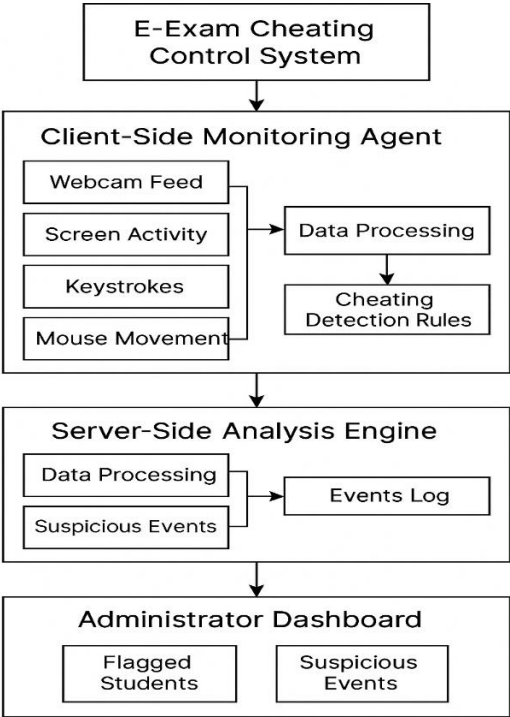 E-Exam Cheating
Control System
Client-Side Monitoring Agent
Webcam Feed
Screen Activity
Keystrokes
Mouse Movement
Data Processing
Cheating
Detection Rules
Server-Side Analysis Engine
Data Processing
Suspicious Events
Events Log
Administrator Dashboard
Flagged
Students
Suspicious
Events